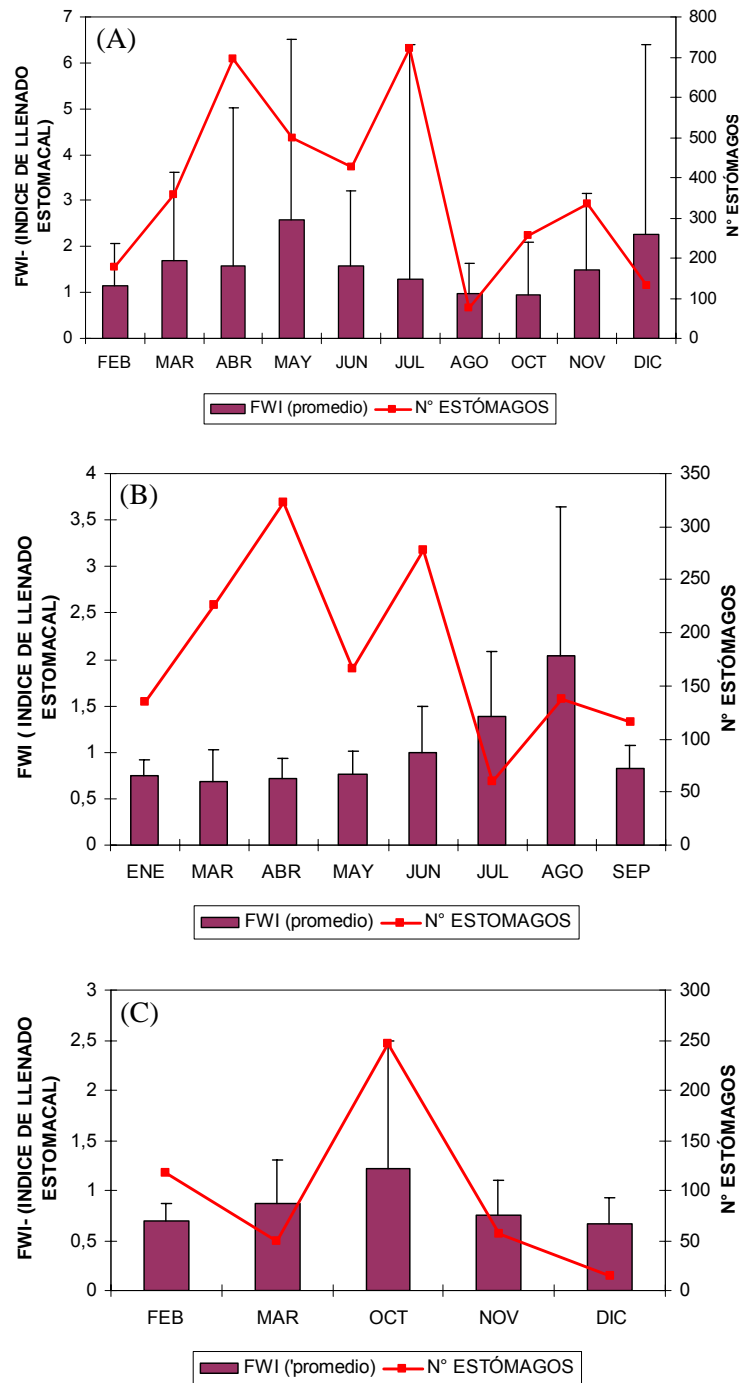 (A)
FWI- (INDICE DE LLENADO
ESTOMACAL)
7
6
5
4
3
2
1
0
800
700
600
500
400
300
200
100
0
N° ESTÓMAGOS
FEB MAR ABR MAY JUN JUL AGO OCT NOV DIC
FWI (promedio) N° ESTÓMAGOS
(B)
FWI ( INDICE DE LLENADO
ESTOMACAL)
4
3,5
3
2,5
2
1,5
1
0,5
0
350
300
250
200
150
100
50
0
N° ESTÓMAGOS
ENE MAR ABR MAY JUN JUL AGO SEP
FWI (promedio) N° ESTOMAGOS
(C)
FWI- (INDICE DE LLENADO
ESTOMACAL)
3
2,5
2
1,5
1
0,5
0
300
250
200
150
100
50
0
N° ESTÓMAGOS
FEB MAR OCT NOV DIC
FWI ('promedio) N° ESTÓMAGOS